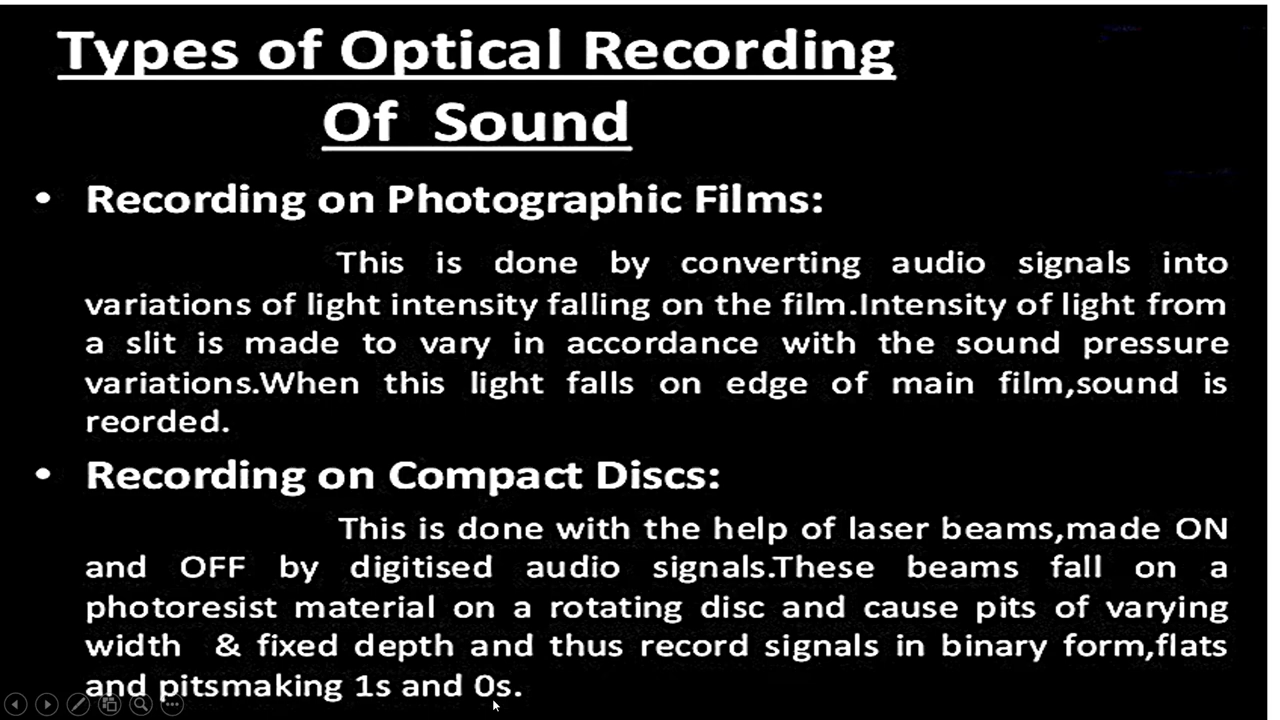 Types of Optical Recording
Of Sound
• Recording on Photographic Films:
This is done by converting audio signals into
variations of light intensity falling on the film.Intensity of light from
a slit is made to vary in accordance with the sound pressure
variations.When this light falls on edge of main film,sound is
reorded.
• Recording on Compact Discs:
This is done with the help of laser beams,made ON
and OFF by digitised audio signals.These beams fall on a
photoresist material on a rotating disc and cause pits of varying
width & fixed depth and thus record signals in binary form,flats
and pitsmaking 1s and 0s.